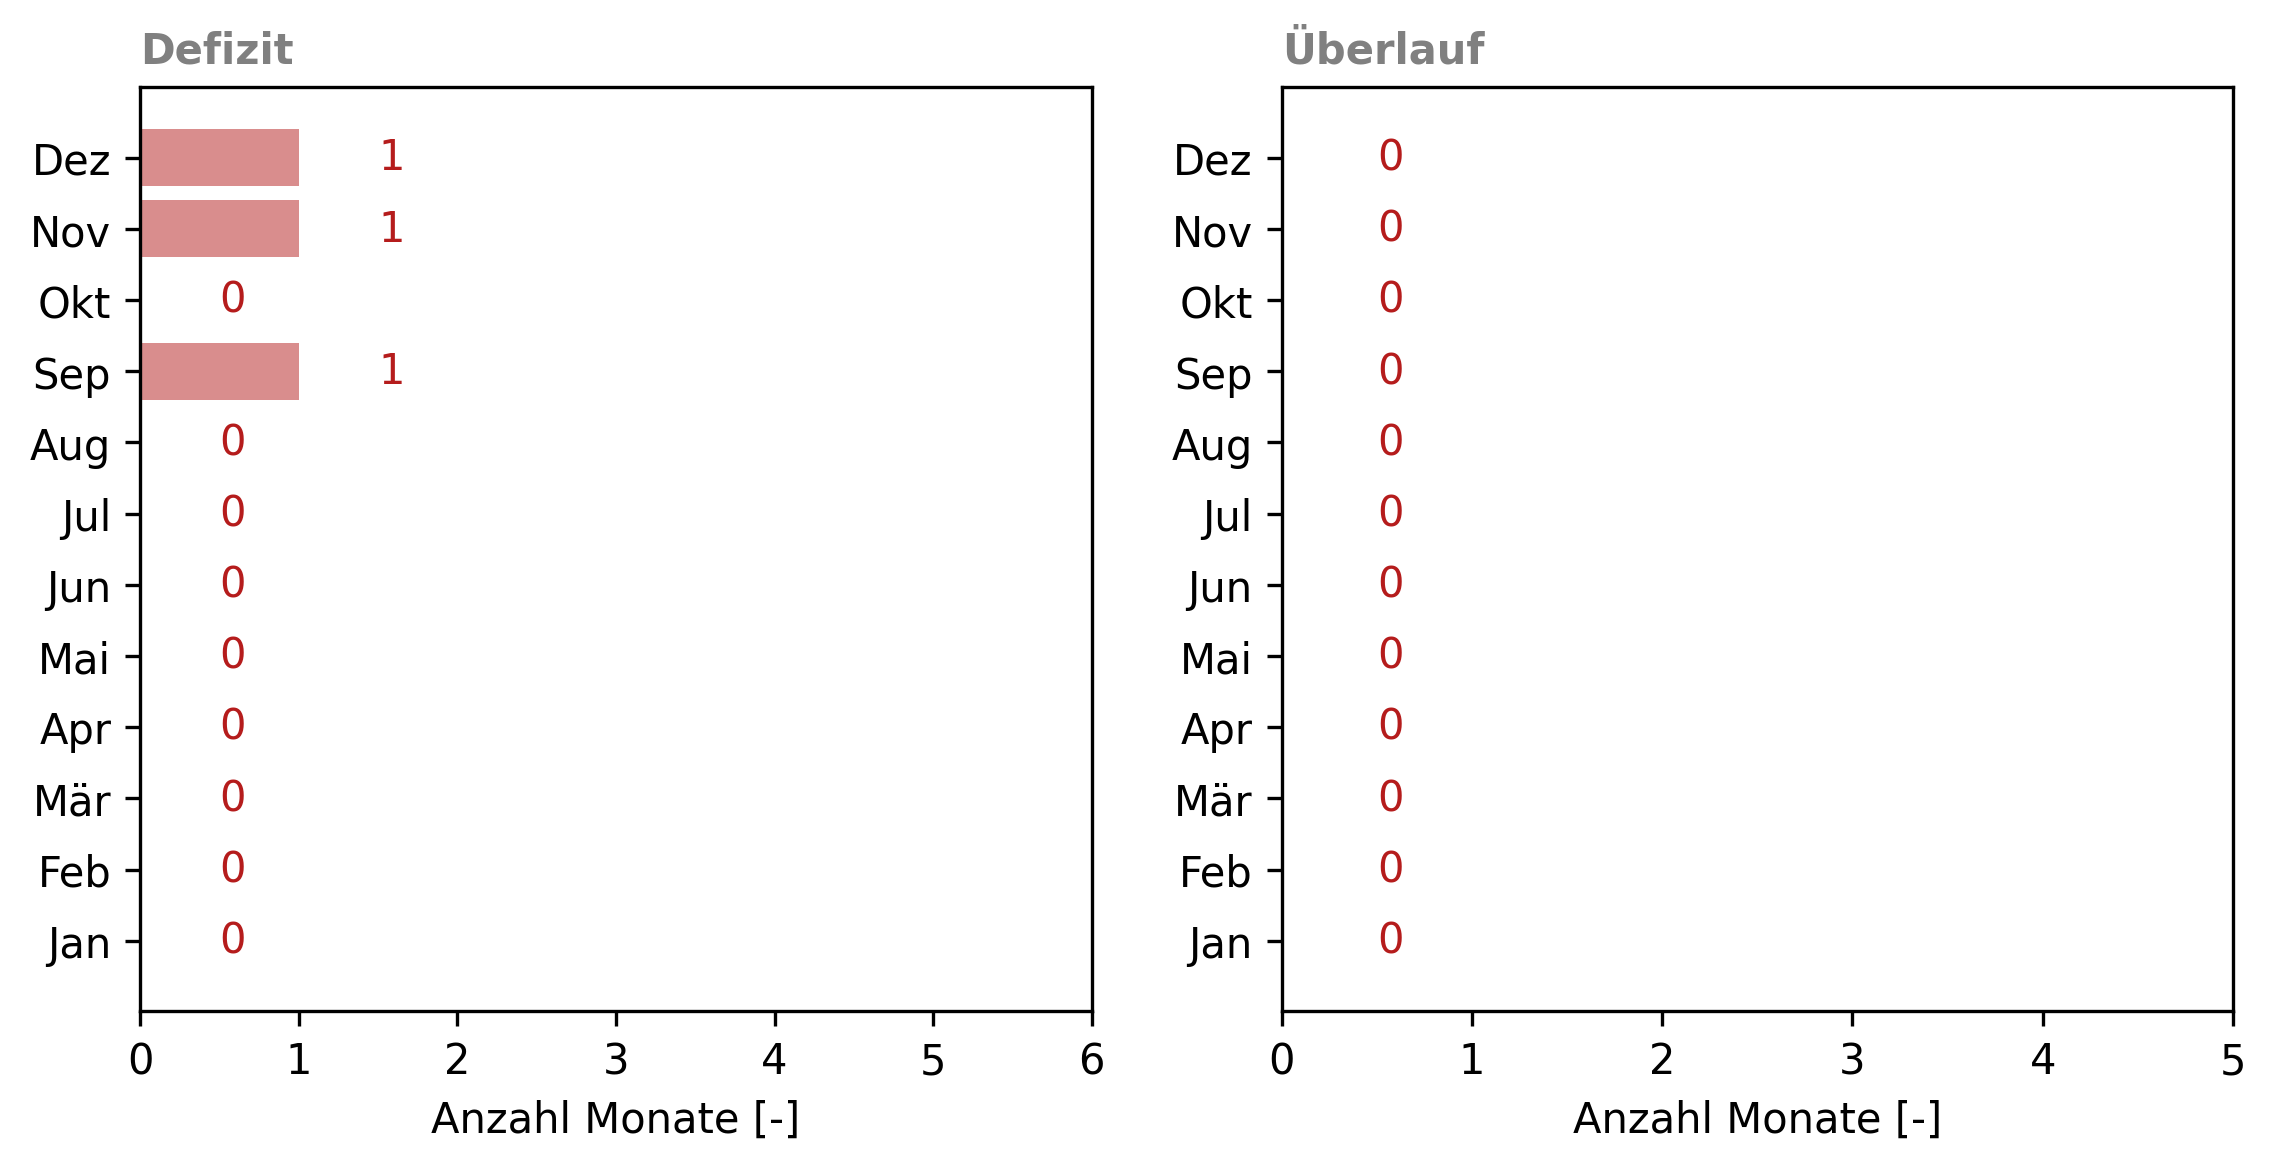 Defizit
Dez 1
Nov 1
Okt 0
Sep 1
Aug 0
Jul 0
Jun 0
Mai 0
Apr 0
Mär 0
Feb 0
Jan 0
0 1 2 3 4 5 6
Anzahl Monate [-]
Überlauf
Dez 0
Nov 0
Okt 0
Sep 0
Aug 0
Jul 0
Jun 0
Mai 0
Apr 0
Mär 0
Feb 0
Jan 0
0 1 2 3 4 5
Anzahl Monate [-]